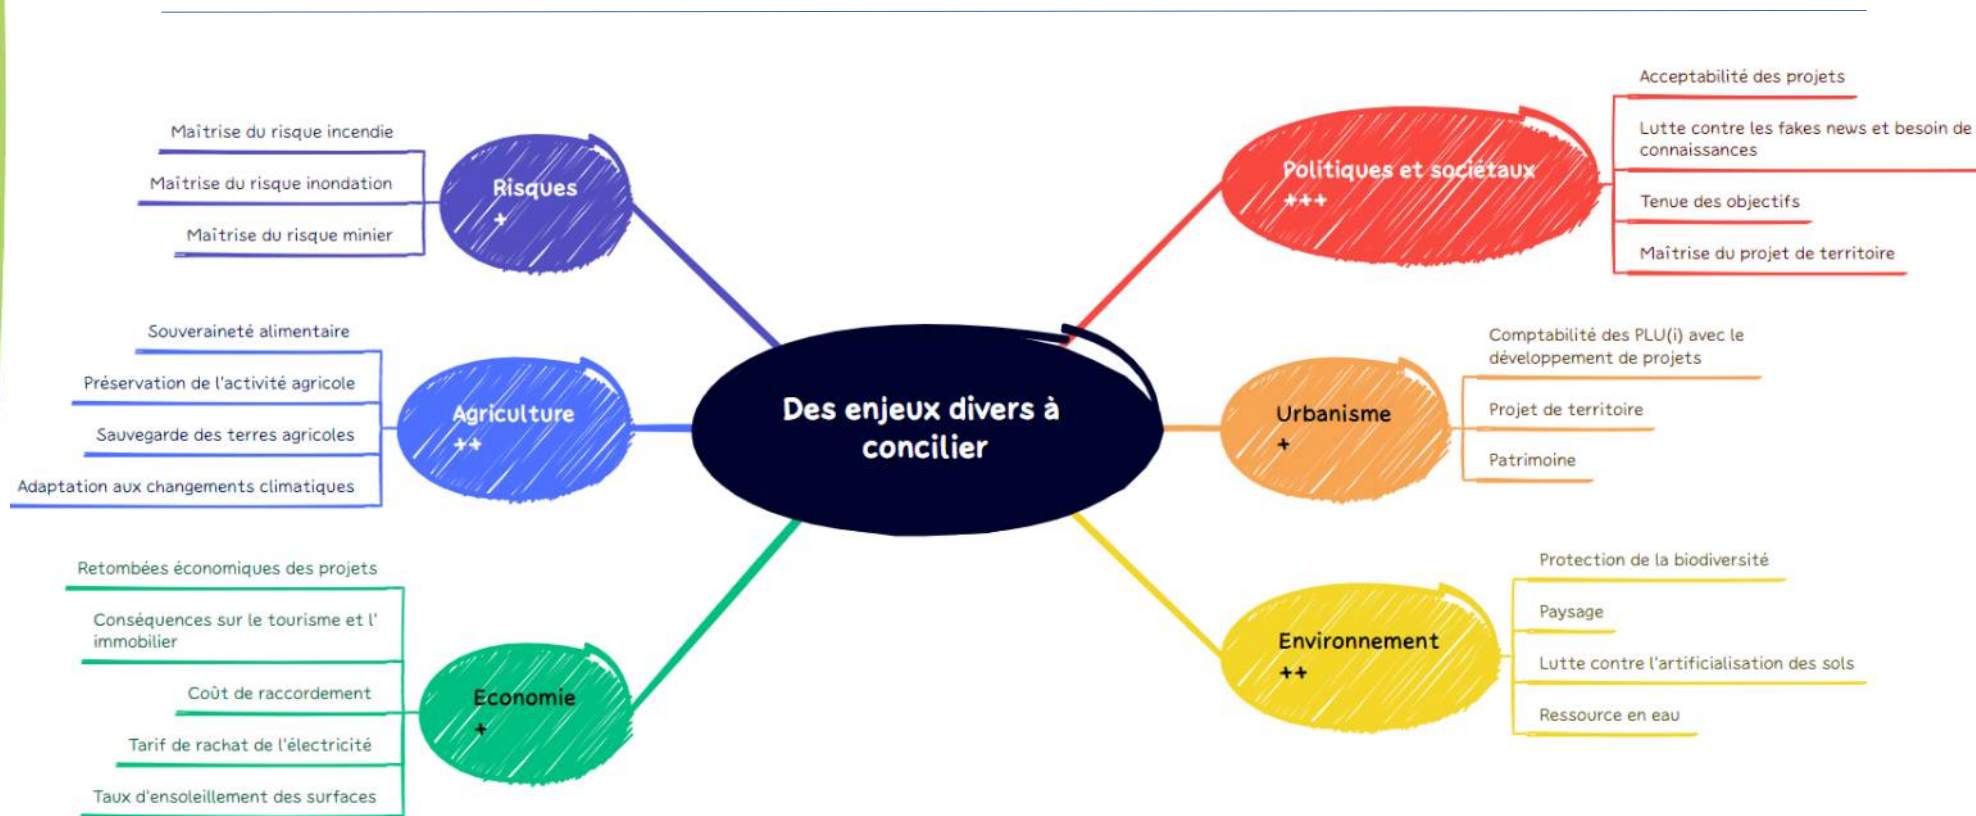 Des enjeux divers à
concilier
Risques
+
Maîtrise du risque incendie
Maîtrise du risque inondation
Maîtrise du risque minier
Agriculture
++
Souveraineté alimentaire
Préservation de l'activité agricole
Sauvegarde des terres agricoles
Adaptation aux changements climatiques
Economie
+
Retombées économiques des projets
Conséquences sur le tourisme et l'
immobilier
Coût de raccordement
Tarif de rachat de l'électricité
Taux d'ensoleillement des surfaces
Politiques et sociétaux
+++
Acceptabilité des projets
Lutte contre les fakes news et besoin de
connaissances
Tenue des objectifs
Maîtrise du projet de territoire
Urbanisme
+
Comptabilité des PLU(i) avec le
développement de projets
Projet de territoire
Patrimoine
Environnement
++
Protection de la biodiversité
Paysage
Lutte contre l'artificialisation des sols
Ressource en eau